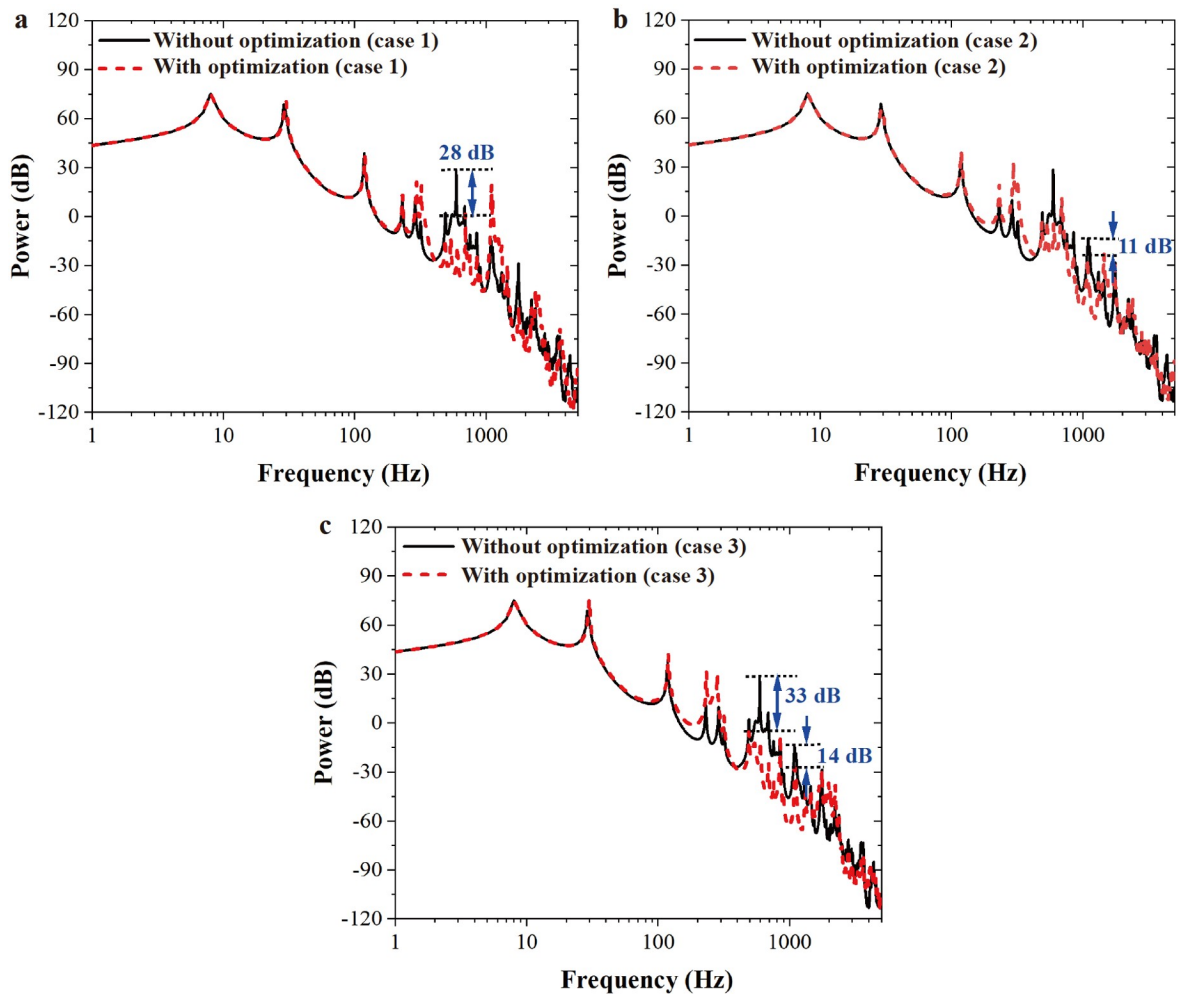 a
120
90
60
30
0
-30
-60
-90
-120
Power (dB)
Without optimization (case 1)
With optimization (case 1)
28 dB
1
10
100
1000
Frequency (Hz)
b
120
90
60
30
0
-30
-60
-90
-120
Power (dB)
Without optimization (case 2)
With optimization (case 2)
11 dB
1
10
100
1000
Frequency (Hz)
c
120
90
60
30
0
-30
-60
-90
-120
Power (dB)
Without optimization (case 3)
With optimization (case 3)
33 dB
14 dB
1
10
100
1000
Frequency (Hz)